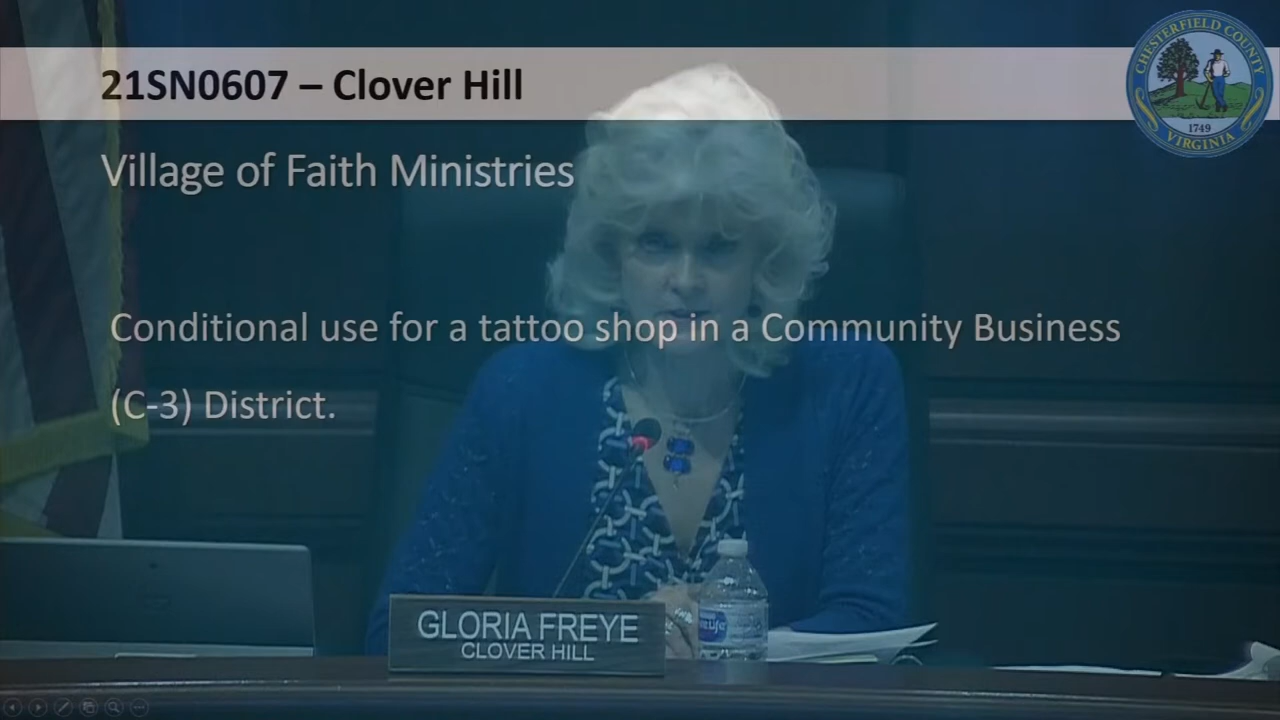 21SN0607 – Clover Hill
CHESTERFIELD COUNTY
1749
VIRGINIA
Village of Faith Ministries
Conditional use for a tattoo shop in a Community Business
(C-3) District.
GLORIA FREYE
CLOVER HILL